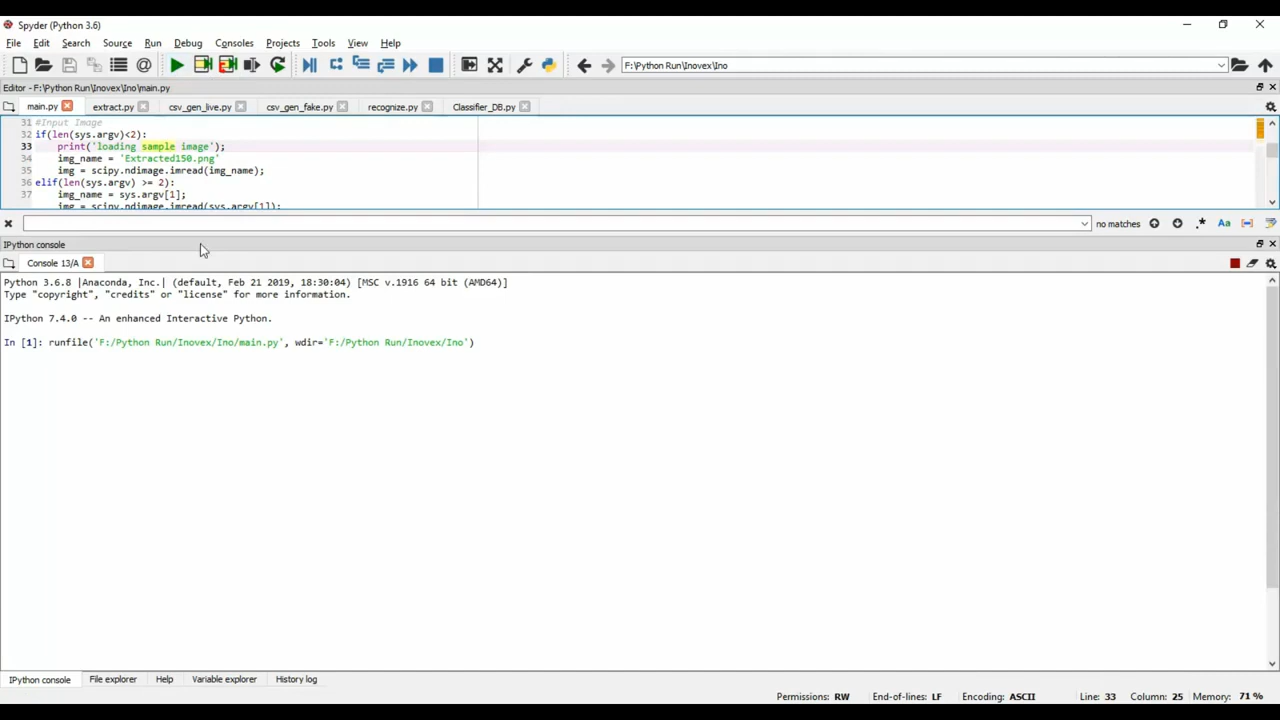 Spyder (Python 3.6)
File Edit Search Source Run Debug Consoles Projects Tools View Help
F:\Python Run\Inovex\Ino
Editor - F:\Python Run\Inovex\Ino\main.py
main.py extract.py csv_gen_live.py csv_gen_fake.py recognize.py Classifier_DB.py
31 #Input Image
32 if(len(sys.argv)<2):
33 print('loading sample image');
34 img_name = 'Extracted150.png'
35 img = scipy.ndimage.imread(img_name);
36 elif(len(sys.argv) >= 2):
37 img_name = sys.argv[1];
img = scipy.ndimage.imread(sys.argv[1]);
no matches .* Aa
IPython console
Console 13/A
Python 3.6.8 |Anaconda, Inc.| (default, Feb 21 2019, 18:30:04) [MSC v.1916 64 bit (AMD64)]
Type "copyright", "credits" or "license" for more information.
IPython 7.4.0 -- An enhanced Interactive Python.
In [1]: runfile('F:/Python Run/Inovex/Ino/main.py', wdir='F:/Python Run/Inovex/Ino')
IPython console File explorer Help Variable explorer History log
Permissions: RW End-of-lines: LF Encoding: ASCII Line: 33 Column: 25 Memory: 71 %